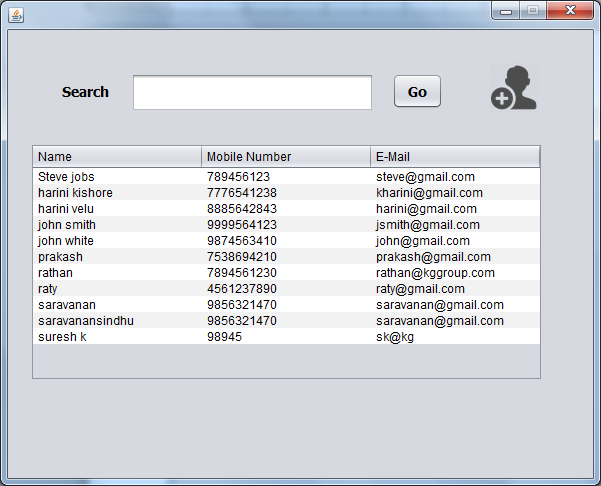 Search Go
Name Mobile Number E-Mail
Steve jobs 789456123 steve@gmail.com
harini kishore 7776541238 kharini@gmail.com
harini velu 8885642843 harini@gmail.com
john smith 9999564123 jsmith@gmail.com
john white 9874563410 john@gmail.com
prakash 7538694210 prakash@gmail.com
rathan 7894561230 rathan@kggroup.com
raty 4561237890 raty@gmail.com
saravanan 9856321470 saravanan@gmail.com
saravanansindhu 9856321470 saravanan@gmail.com
suresh k 98945 sk@kg